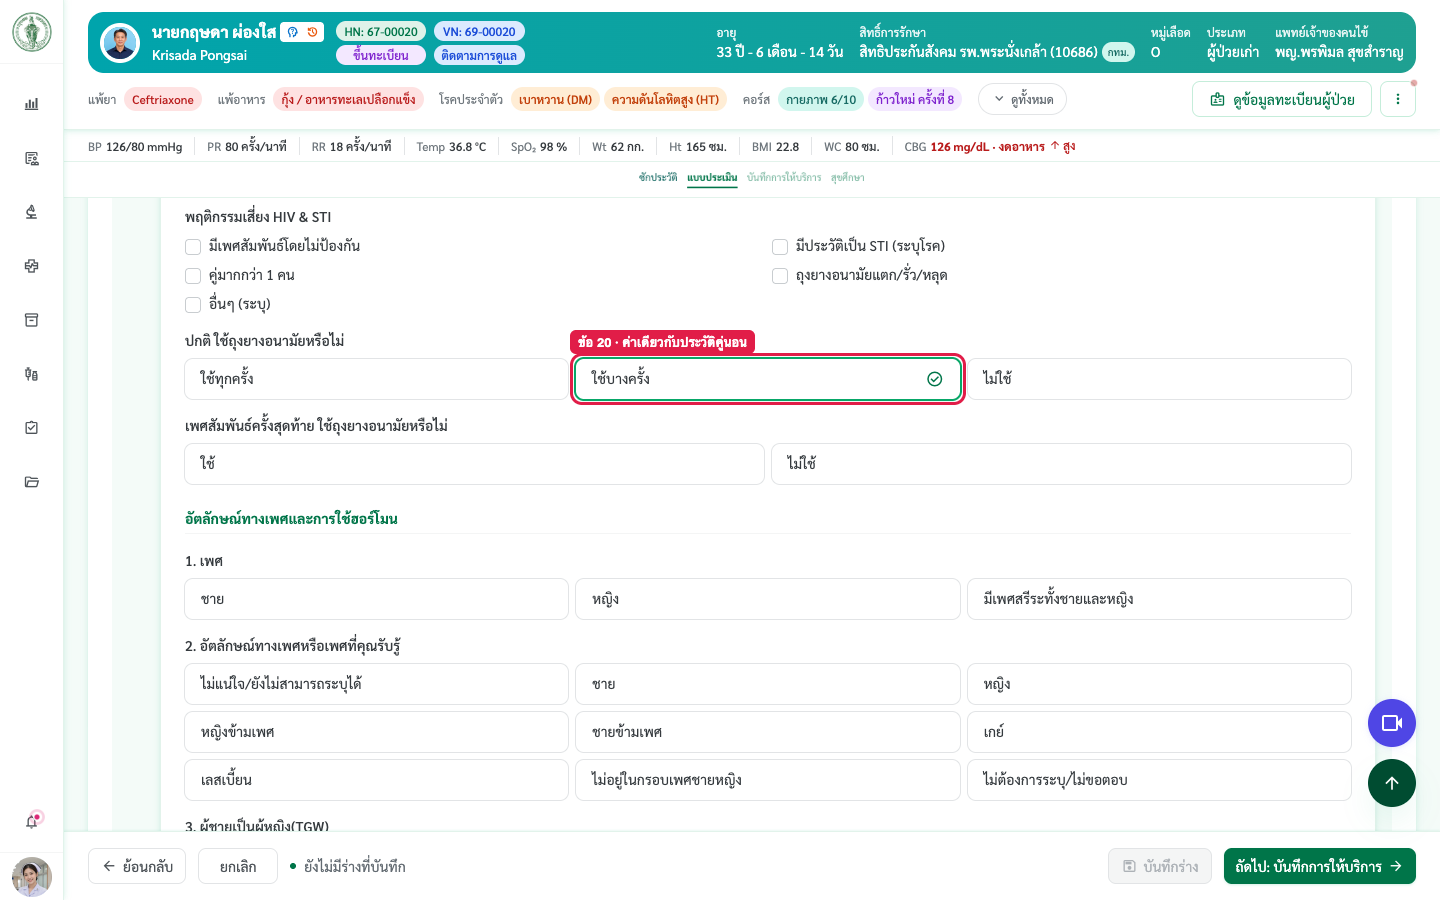 นายกฤษดา ผ่องใส
Krisada Pongsai
HN: 67-00020
VN: 69-00020
ขึ้นทะเบียน
ติดตามการดูแล
อายุ
33 ปี - 6 เดือน - 14 วัน
สิทธิ์การรักษา
สิทธิประกันสังคม รพ.พระนั่งเกล้า (10686) กทม.
หมู่เลือด
O
ประเภท
ผู้ป่วยเก่า
แพทย์เจ้าของคนไข้
พญ.พรพิมล สุขสำราญ
แพ้ยา Ceftriaxone แพ้อาหาร กุ้ง / อาหารทะเลเปลือกแข็ง โรคประจำตัว เบาหวาน (DM) ความดันโลหิตสูง (HT) คอร์ส กายภาพ 6/10 ก้าวใหม่ ครั้งที่ 8 ดูทั้งหมด
ดูข้อมูลทะเบียนผู้ป่วย
BP 126/80 mmHg PR 80 ครั้ง/นาที RR 18 ครั้ง/นาที Temp 36.8 °C SpO₂ 98 % Wt 62 กก. Ht 165 ซม. BMI 22.8 WC 80 ซม. CBG 126 mg/dL · งดอาหาร ↑ สูง
ซักประวัติ แบบประเมิน บันทึกการให้บริการ สุขศึกษา
พฤติกรรมเสี่ยง HIV & STI
มีเพศสัมพันธ์โดยไม่ป้องกัน
มีประวัติเป็น STI (ระบุโรค)
คู่มากกว่า 1 คน
ถุงยางอนามัยแตก/รั่ว/หลุด
อื่นๆ (ระบุ)
ปกติ ใช้ถุงยางอนามัยหรือไม่
ข้อ 20 · ค่าเดียวกับประวัติคู่นอน
ใช้ทุกครั้ง
ใช้บางครั้ง
ไม่ใช้
เพศสัมพันธ์ครั้งสุดท้าย ใช้ถุงยางอนามัยหรือไม่
ใช้
ไม่ใช้
อัตลักษณ์ทางเพศและการใช้ฮอร์โมน
1. เพศ
ชาย
หญิง
มีเพศสรีระทั้งชายและหญิง
2. อัตลักษณ์ทางเพศหรือเพศที่คุณรับรู้
ไม่แน่ใจ/ยังไม่สามารถระบุได้
ชาย
หญิง
หญิงข้ามเพศ
ชายข้ามเพศ
เกย์
เลสเบี้ยน
ไม่อยู่ในกรอบเพศชายหญิง
ไม่ต้องการระบุ/ไม่ขอตอบ
3. ผู้ชายเป็นผู้หญิง(TGW)
← ย้อนกลับ
ยกเลิก
ยังไม่มีร่างที่บันทึก
บันทึกร่าง
ถัดไป: บันทึกการให้บริการ →